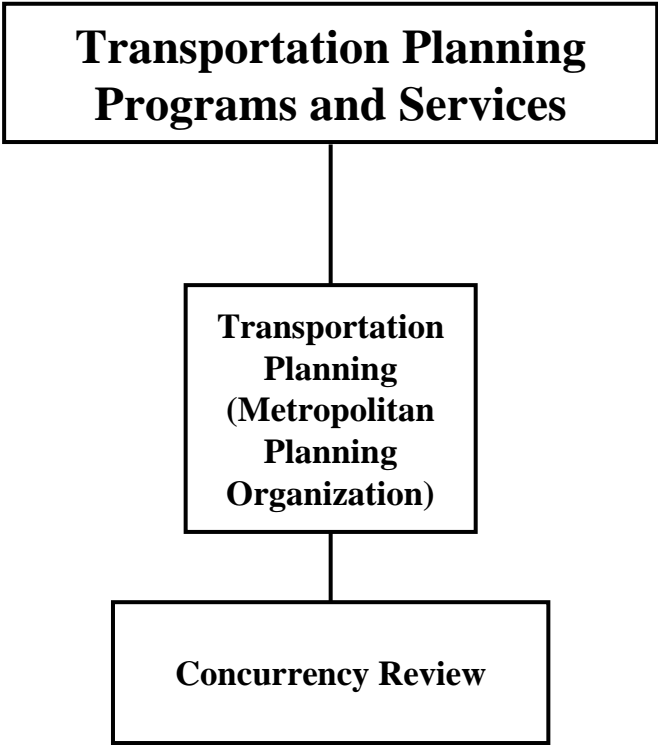 Transportation Planning
Programs and Services
Transportation
Planning
(Metropolitan
Planning
Organization)
Concurrency Review